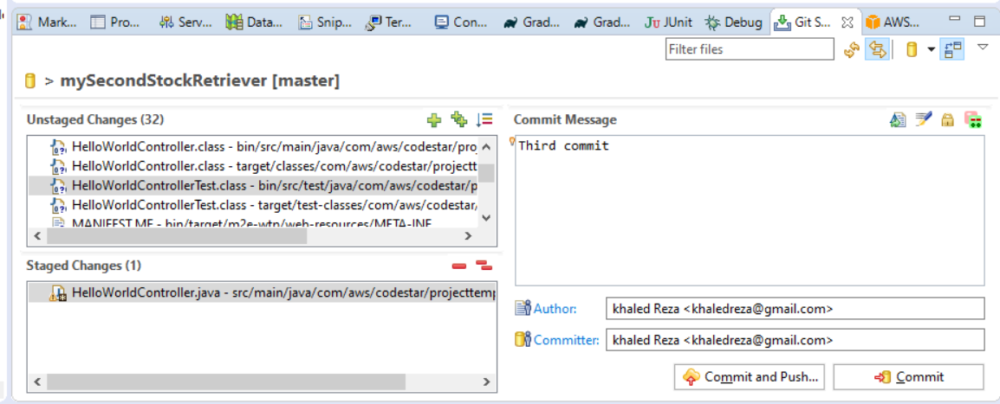 Mark... Pro... Serv... Data... Snip... Ter... Con... Grad... Grad... JUnit Debug Git S... AWS...
Filter files
> mySecondStockRetriever [master]
Unstaged Changes (32)
HelloWorldController.class - bin/src/main/java/com/aws/codestar/proj
HelloWorldController.class - target/classes/com/aws/codestar/projectt
HelloWorldControllerTest.class - bin/src/test/java/com/aws/codestar/p
HelloWorldControllerTest.class - target/test-classes/com/aws/codestar/
MANIFEST.MF - bin/target/m2e-wtp/web-resources/META-INF
Staged Changes (1)
HelloWorldController.java - src/main/java/com/aws/codestar/projecttemp
Commit Message
Third commit
Author: khaled Reza <khaledreza@gmail.com>
Committer: khaled Reza <khaledreza@gmail.com>
Commit and Push... Commit